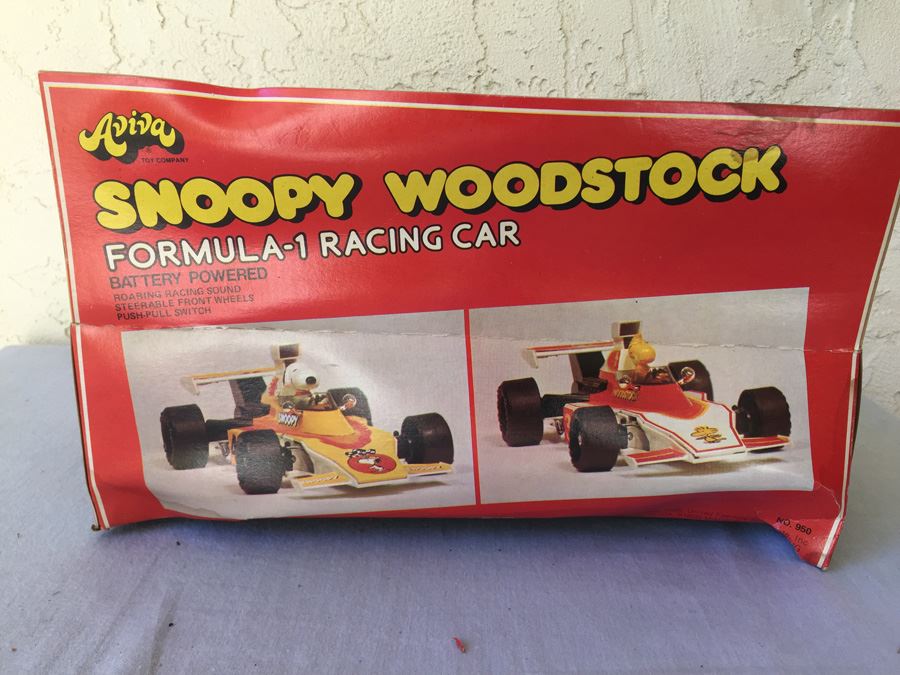 Aviva
®
TOY COMPANY
SNOOPY WOODSTOCK
FORMULA-1 RACING CAR
BATTERY POWERED
ROARING RACING SOUND
STEERABLE FRONT WHEELS
PUSH-PULL SWITCH
SNOOPY
NO. 950